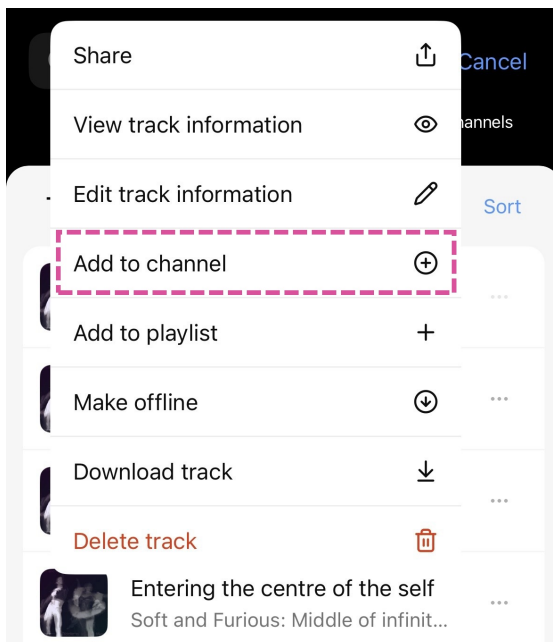 Share
Cancel
View track information
Edit track information
Sort
Add to channel
Add to playlist
Make offline
Download track
Delete track
Entering the centre of the self
Soft and Furious: Middle of infinit...